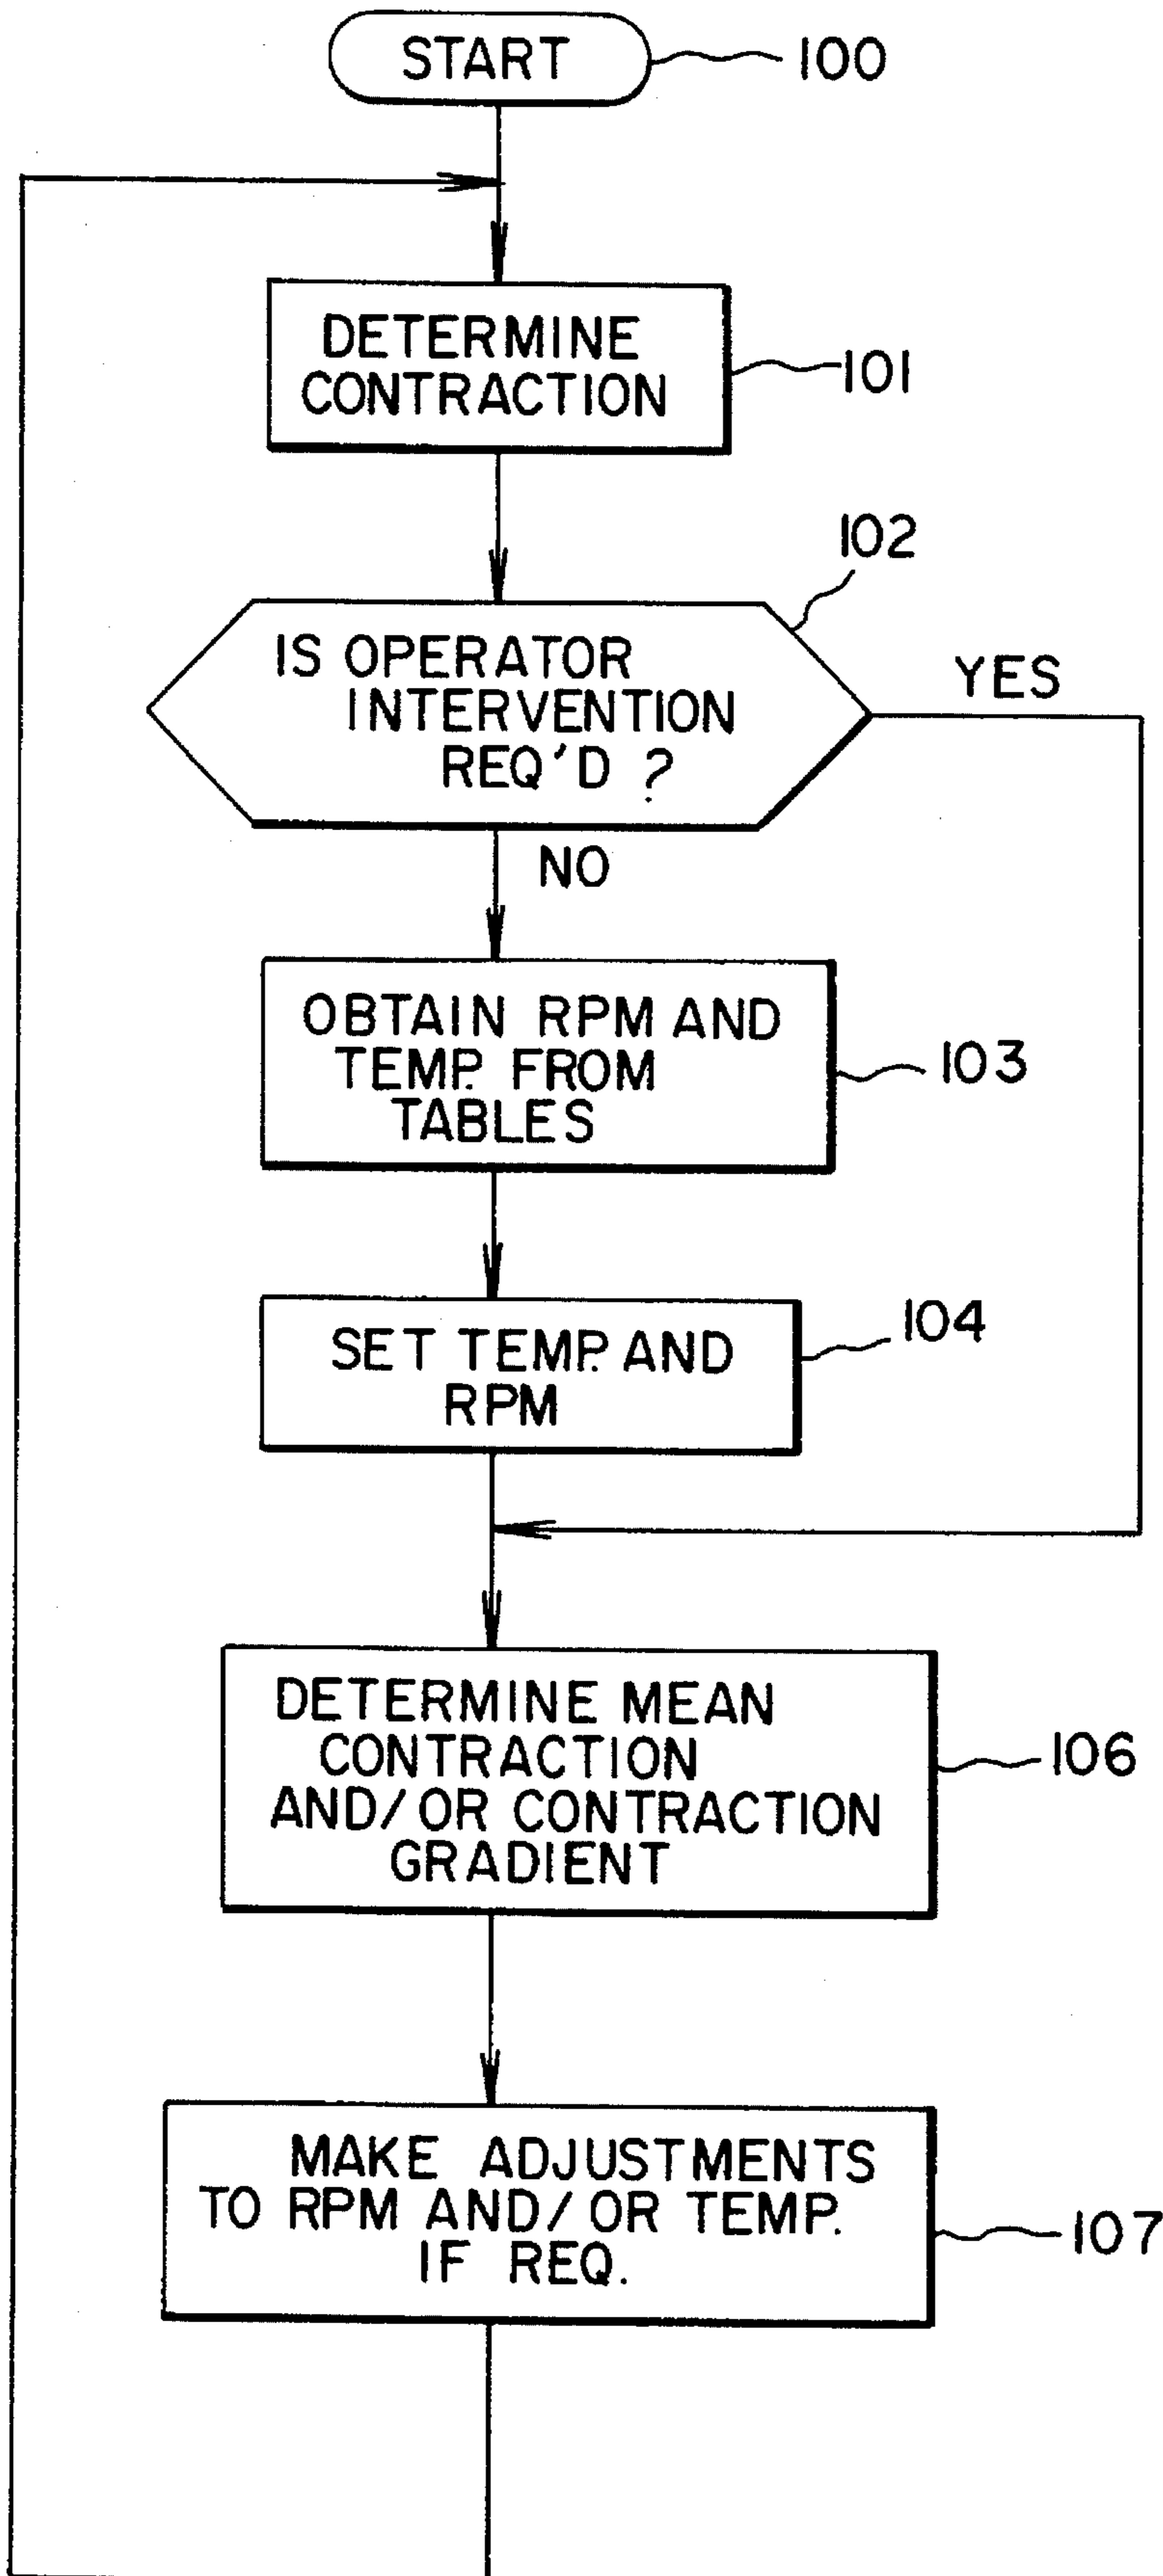 START
100
DETERMINE
CONTRACTION
101
102
IS OPERATOR
INTERVENTION
REQ'D ?
YES
NO
OBTAIN RPM AND
TEMP. FROM
TABLES
103
SET TEMP. AND
RPM
104
DETERMINE MEAN
CONTRACTION
AND/OR CONTRACTION
GRADIENT
106
MAKE ADJUSTMENTS
TO RPM AND/OR TEMP.
IF REQ.
107